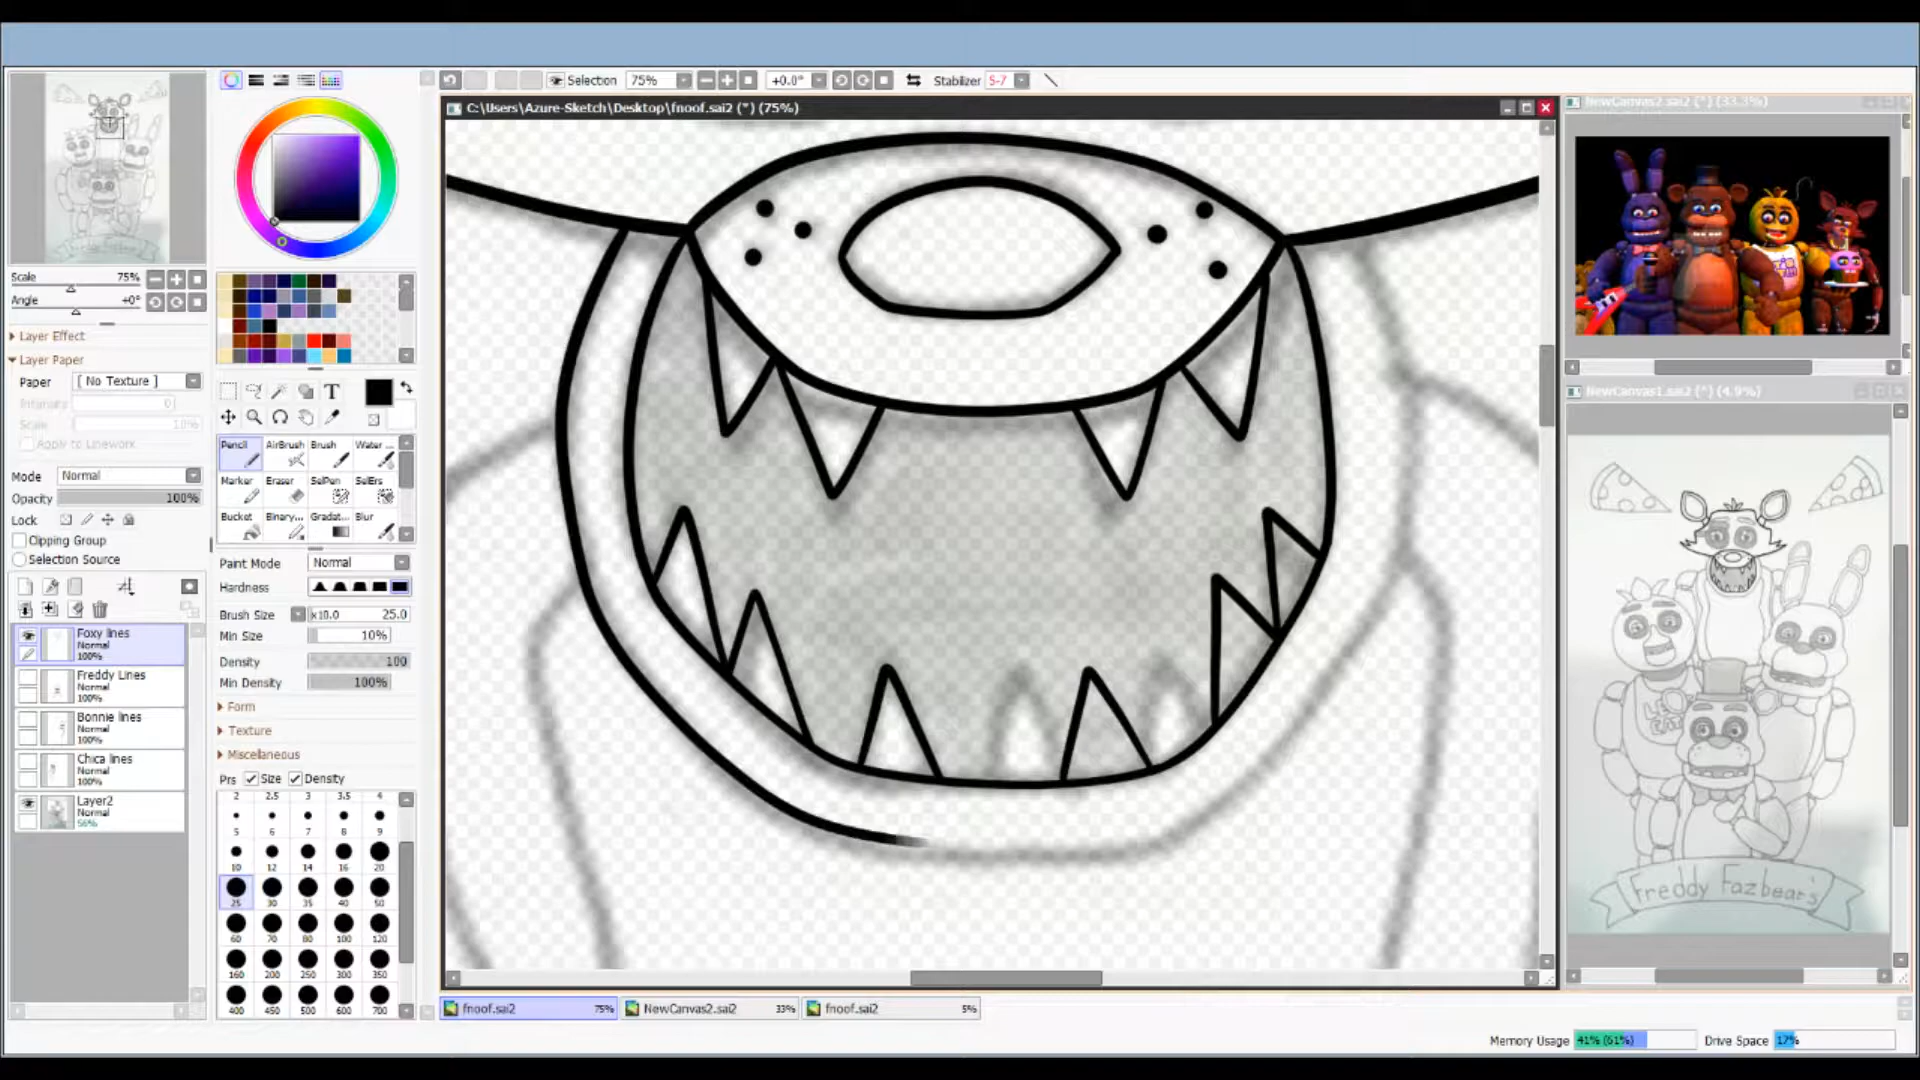 Selection 75% +0.0° Stabilizer S-7
C:\Users\Azure-Sketch\Desktop\fnoof.sai2 (*) (75%)
NewCanvas2.sai2 (*) (33.3%)
Scale 75%
Angle +0°
Layer Effect
Layer Paper
Paper [ No Texture ]
Intensity 0
Scale
Apply to Linework
Mode Normal
Opacity 100%
Lock
Clipping Group
Selection Source
Foxy lines
Normal
100%
Freddy Lines
Normal
100%
Bonnie lines
Normal
100%
Chica lines
Normal
100%
Layer2
Normal
56%
T
Pencil AirBrush Brush Water ...
Marker Eraser SelPen SelErs
Bucket Binary... Gradat... Blur
Paint Mode Normal
Hardness
Brush Size x10.0 25.0
Min Size 10%
Density 100
Min Density 100%
Form
Texture
Miscellaneous
Prs Size Density
2 2.5 3 3.5 4
5 6 7 8 9
10 12 14 16 20
25 30 35 40 50
60 70 80 100 120
160 200 250 300 350
400 450 500 600 700
NewCanvas1.sai2 (*) (4.9%)
Freddy Fazbear's
fnoof.sai2 75% NewCanvas2.sai2 33% fnoof.sai2 5%
Memory Usage 41% (61%) Drive Space 17%